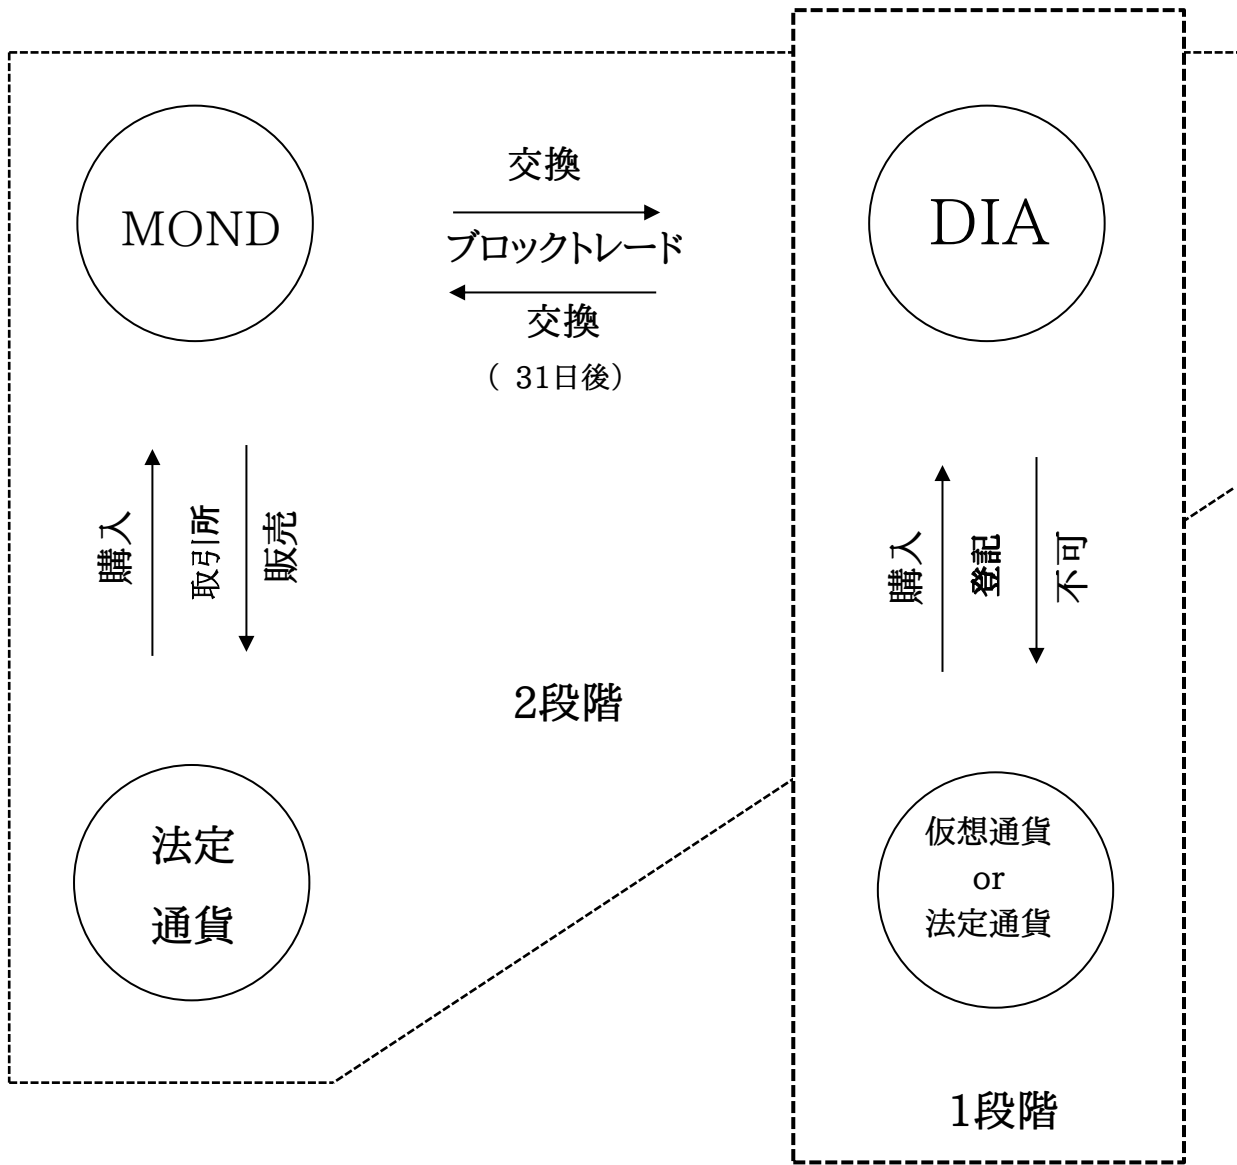 MOND
交換
ブロックトレード
交換
( 31日後)
DIA
購入
取引所
販売
購入
登記
不可
2段階
法定
通貨
仮想通貨
or
法定通貨
1段階